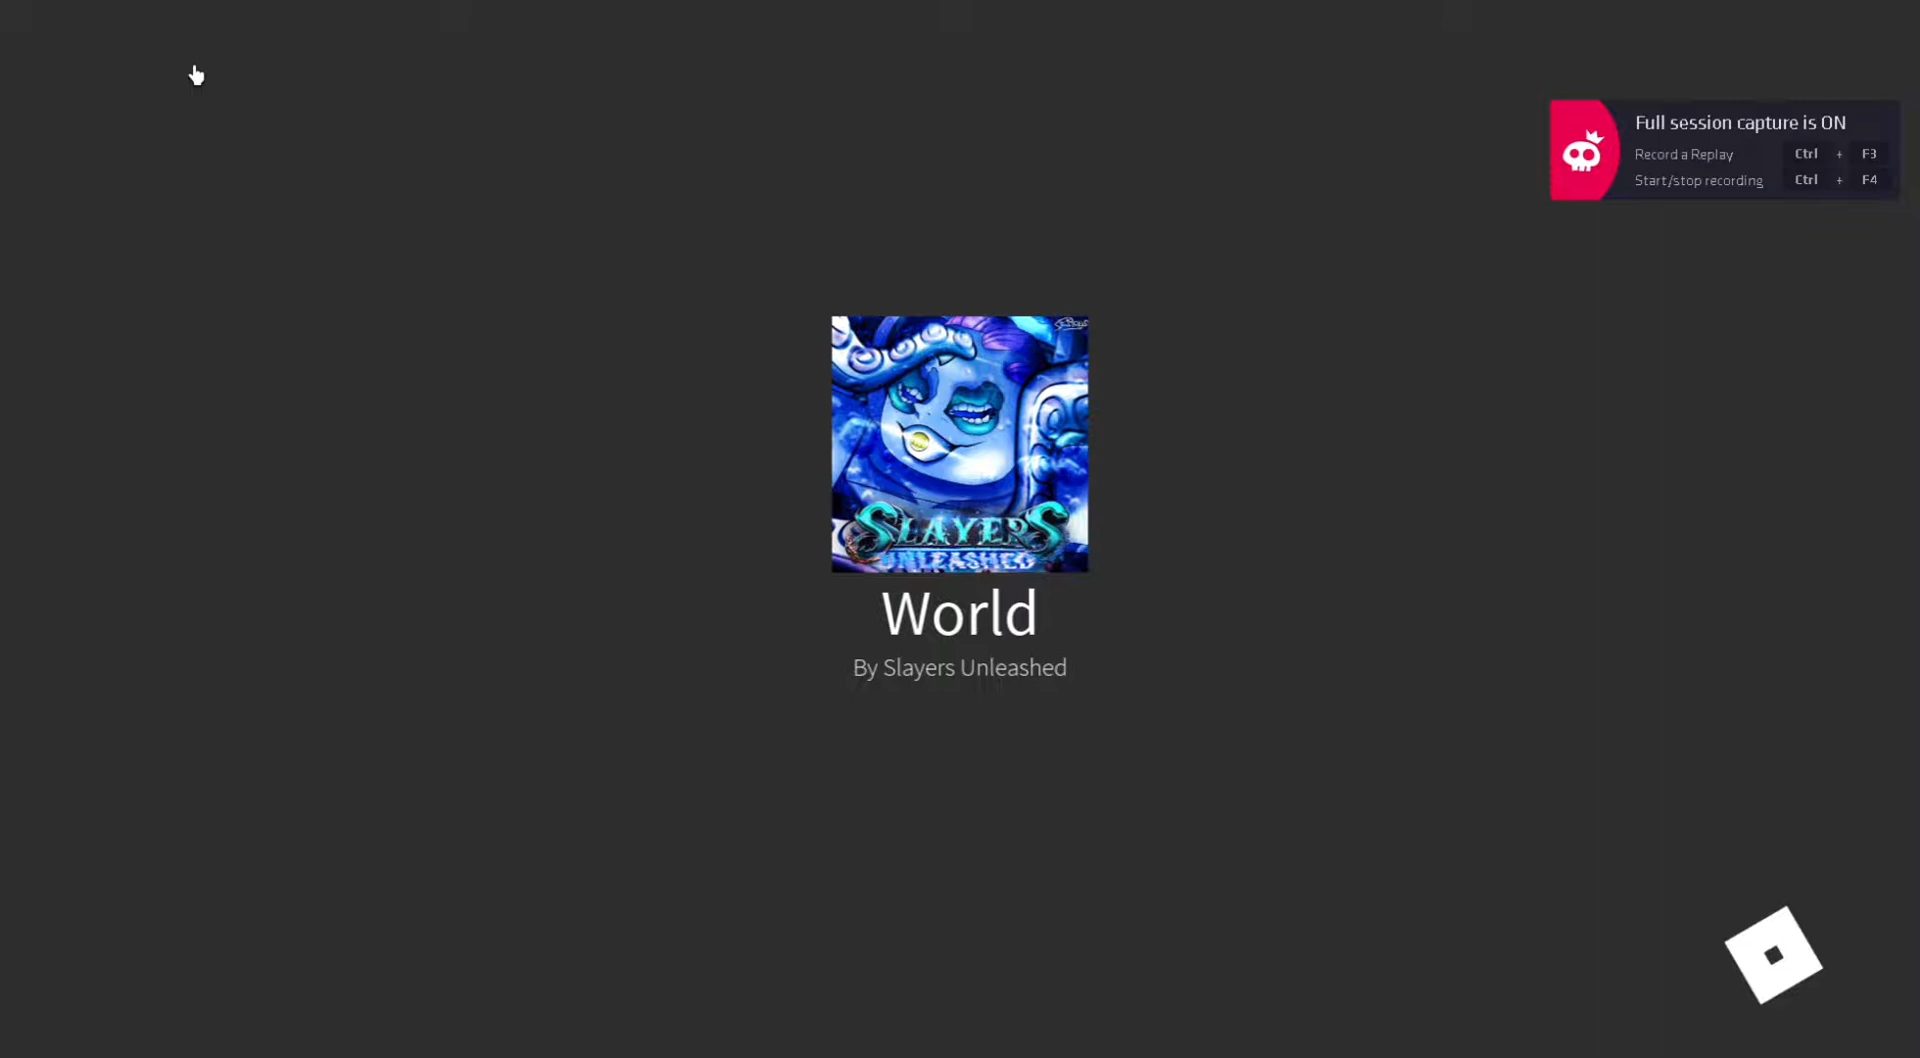 Full session capture is ON
Record a Replay Ctrl + F3
Start/stop recording Ctrl + F4
SLAYERS
UNLEASHED
World
By Slayers Unleashed